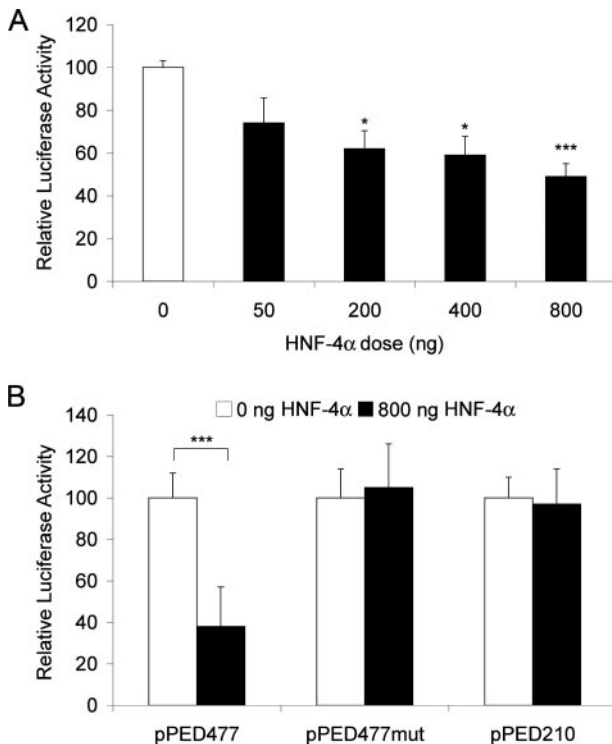 A
Relative Luciferase Activity
120
100
80
60
40
20
0
*
*
***
0 50 200 400 800
HNF-4α dose (ng)
B
Relative Luciferase Activity
140
120
100
80
60
40
20
0
0 ng HNF-4α 800 ng HNF-4α
***
pPED477 pPED477mut pPED210